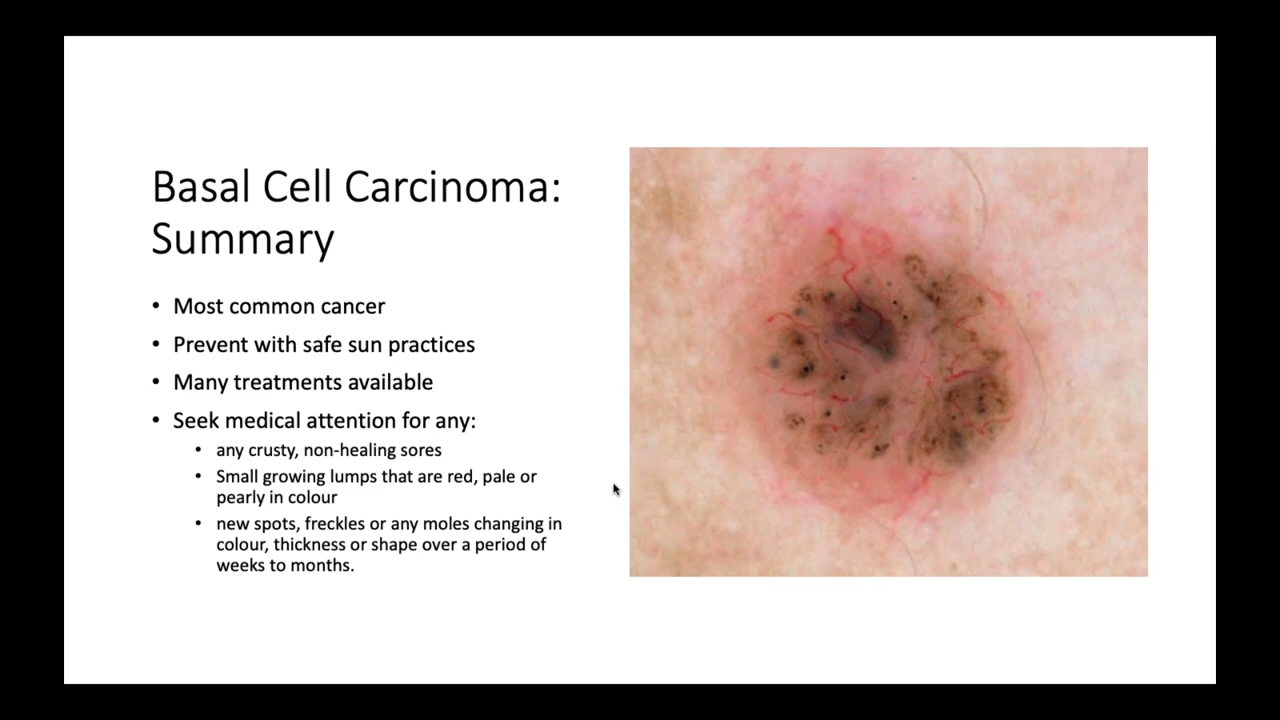 Basal Cell Carcinoma:
Summary
• Most common cancer
• Prevent with safe sun practices
• Many treatments available
• Seek medical attention for any:
• any crusty, non-healing sores
• Small growing lumps that are red, pale or
pearly in colour
• new spots, freckles or any moles changing in
colour, thickness or shape over a period of
weeks to months.